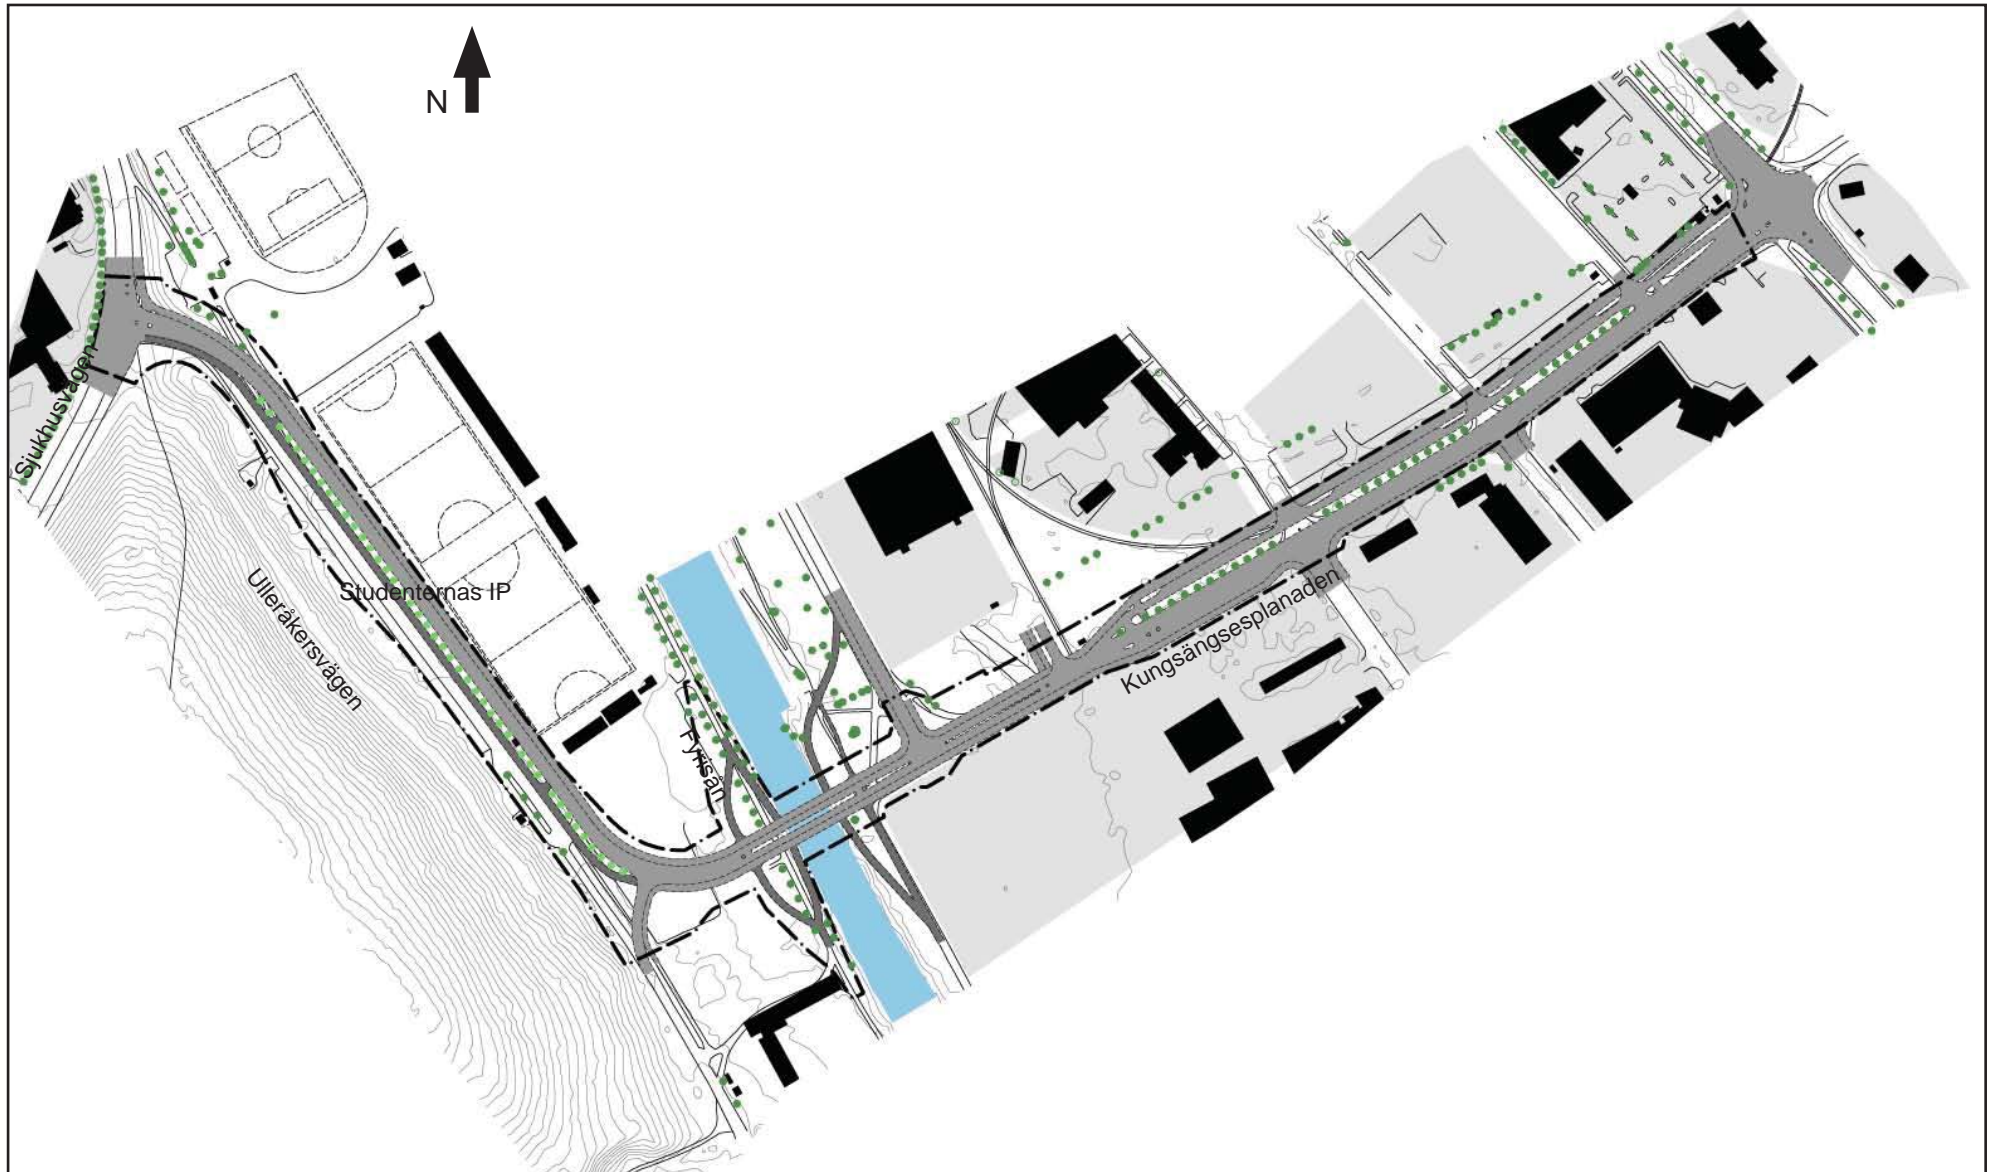 N
Sjukhusvägen
Ulleråkersvägen
Studenternas IP
Fyrisån
Kungsängsesplanaden